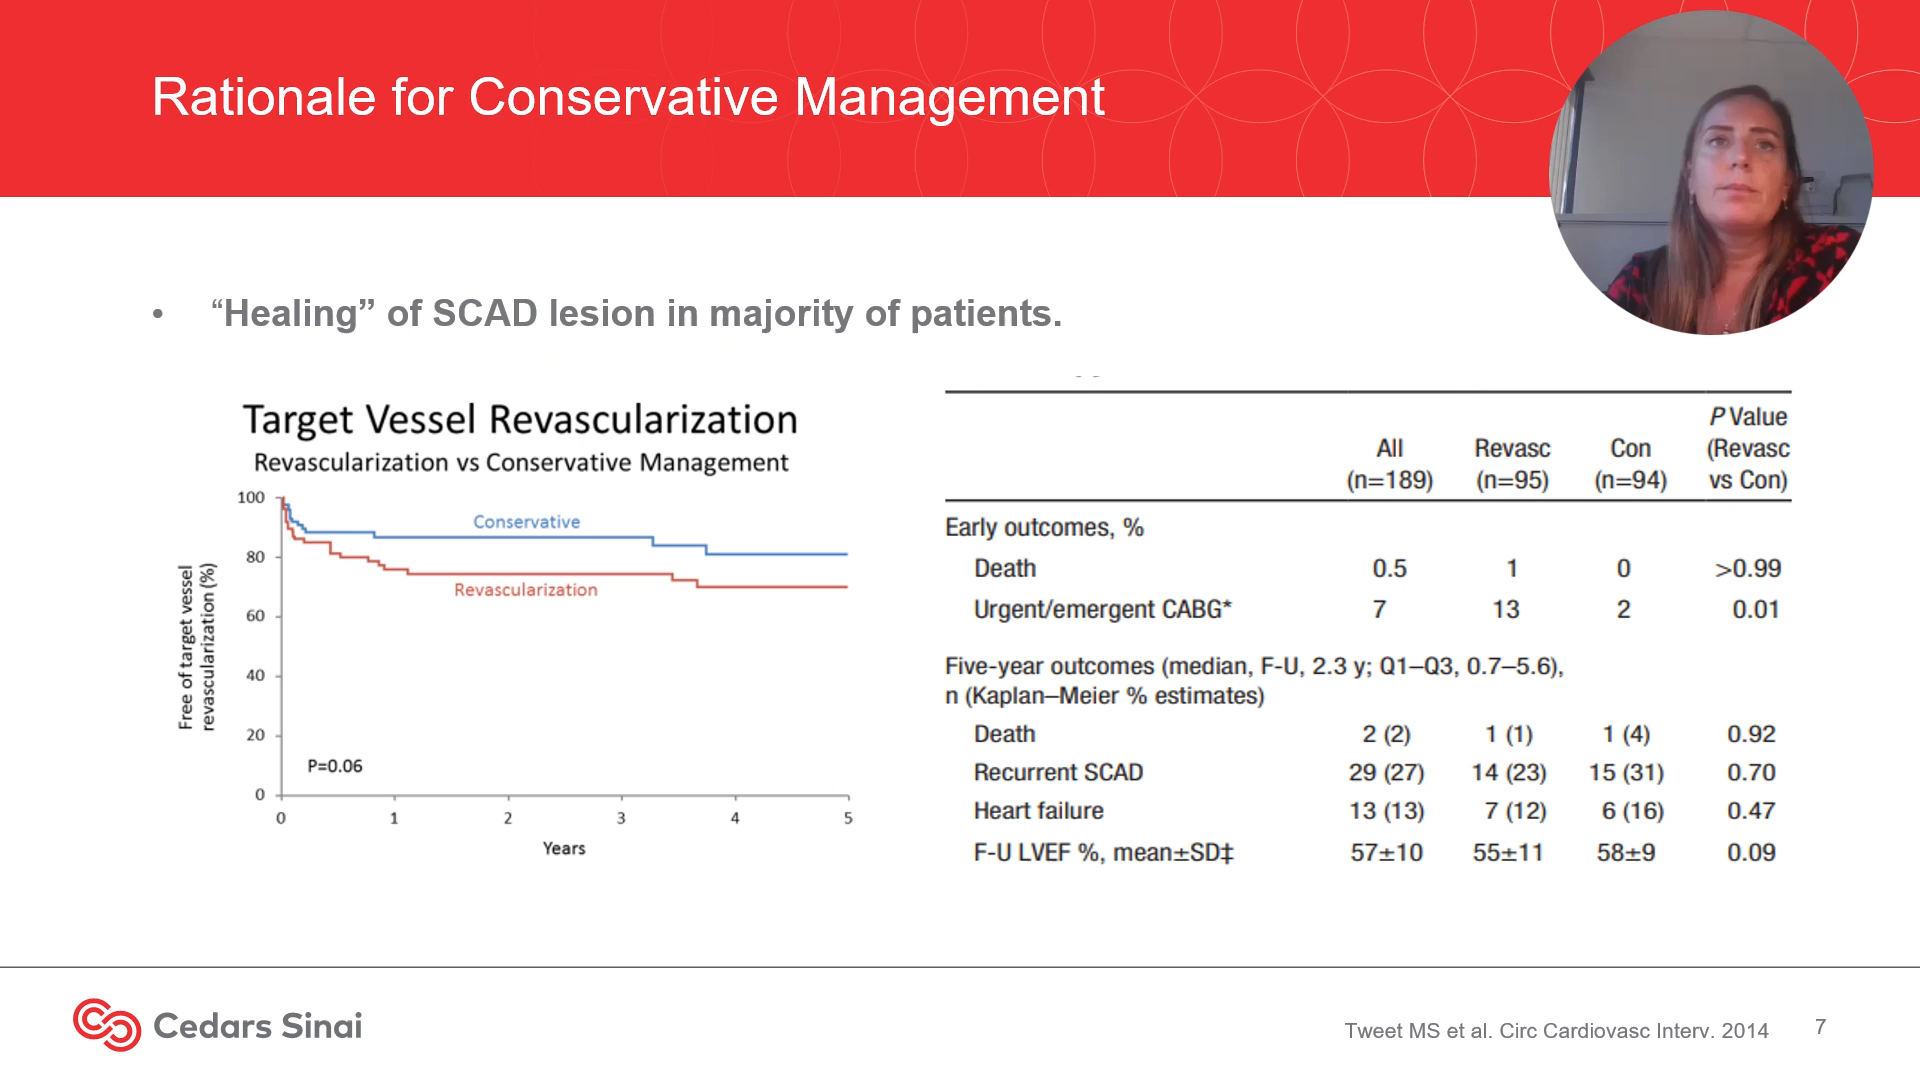 Rationale for Conservative Management
• “Healing” of SCAD lesion in majority of patients.
Target Vessel Revascularization
Revascularization vs Conservative Management
Free of target vessel
revascularization (%)
100
80
60
40
20
0
Conservative
Revascularization
P=0.06
0 1 2 3 4 5
Years
P Value
All Revasc Con (Revasc
(n=189) (n=95) (n=94) vs Con)
Early outcomes, %
Death 0.5 1 0 >0.99
Urgent/emergent CABG* 7 13 2 0.01
Five-year outcomes (median, F-U, 2.3 y; Q1–Q3, 0.7–5.6),
n (Kaplan–Meier % estimates)
Death 2 (2) 1 (1) 1 (4) 0.92
Recurrent SCAD 29 (27) 14 (23) 15 (31) 0.70
Heart failure 13 (13) 7 (12) 6 (16) 0.47
F-U LVEF %, mean±SD‡ 57±10 55±11 58±9 0.09
Cedars Sinai
Tweet MS et al. Circ Cardiovasc Interv. 2014
7